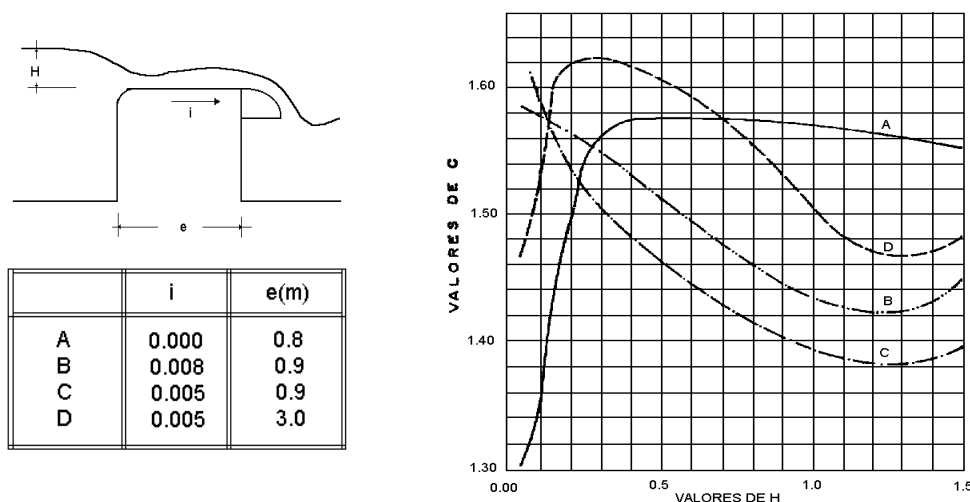 H
i
e
i e(m)
A 0.000 0.8
B 0.008 0.9
C 0.005 0.9
D 0.005 3.0
VALORES DE C
1.60
1.50
1.40
1.30
A
D
B
C
0.00 0.5 1.0 1.5
VALORES DE H